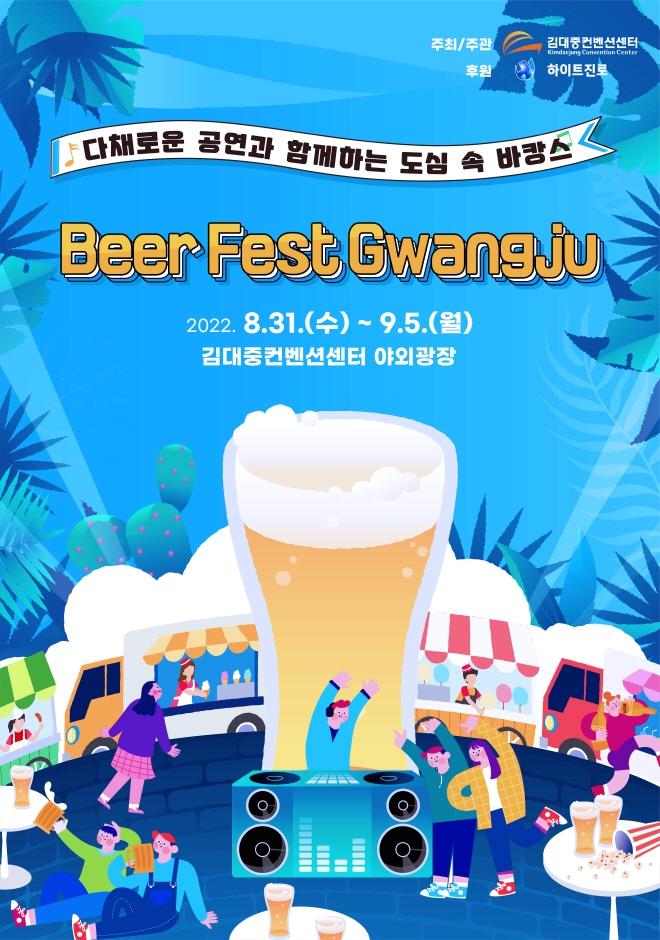 주최/주관 김대중컨벤션센터
Kimdaejung Convention Center
후원 하이트진로
다채로운 공연과 함께하는 도심 속 바캉스
Beer Fest Gwangju
2022. 8.31.(수) ~ 9.5.(월)
김대중컨벤션센터 야외광장